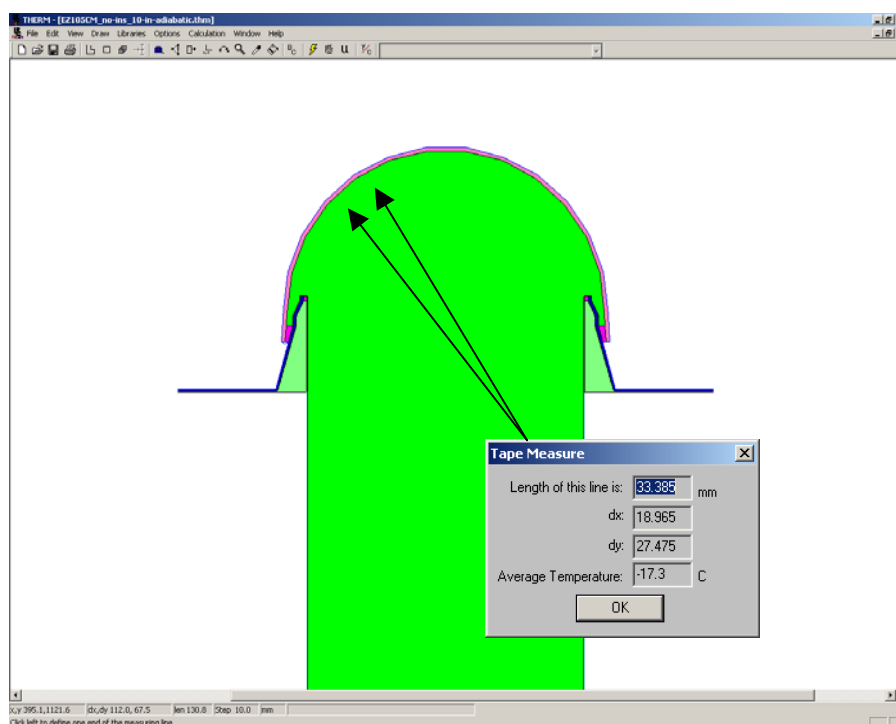 THERM - [EZ10SCM_no-ins_10-in-adiabatic.thm]
File Edit View Draw Libraries Options Calculation Window Help
Tape Measure
Length of this line is: 33.385 mm
dx: 18.965
dy: 27.475
Average Temperature: -17.3 C
OK
x,y 395.1,1121.6 dx,dy 112.0, 67.5 len 130.8 Step 10.0 mm
Click left to define one end of the measuring line